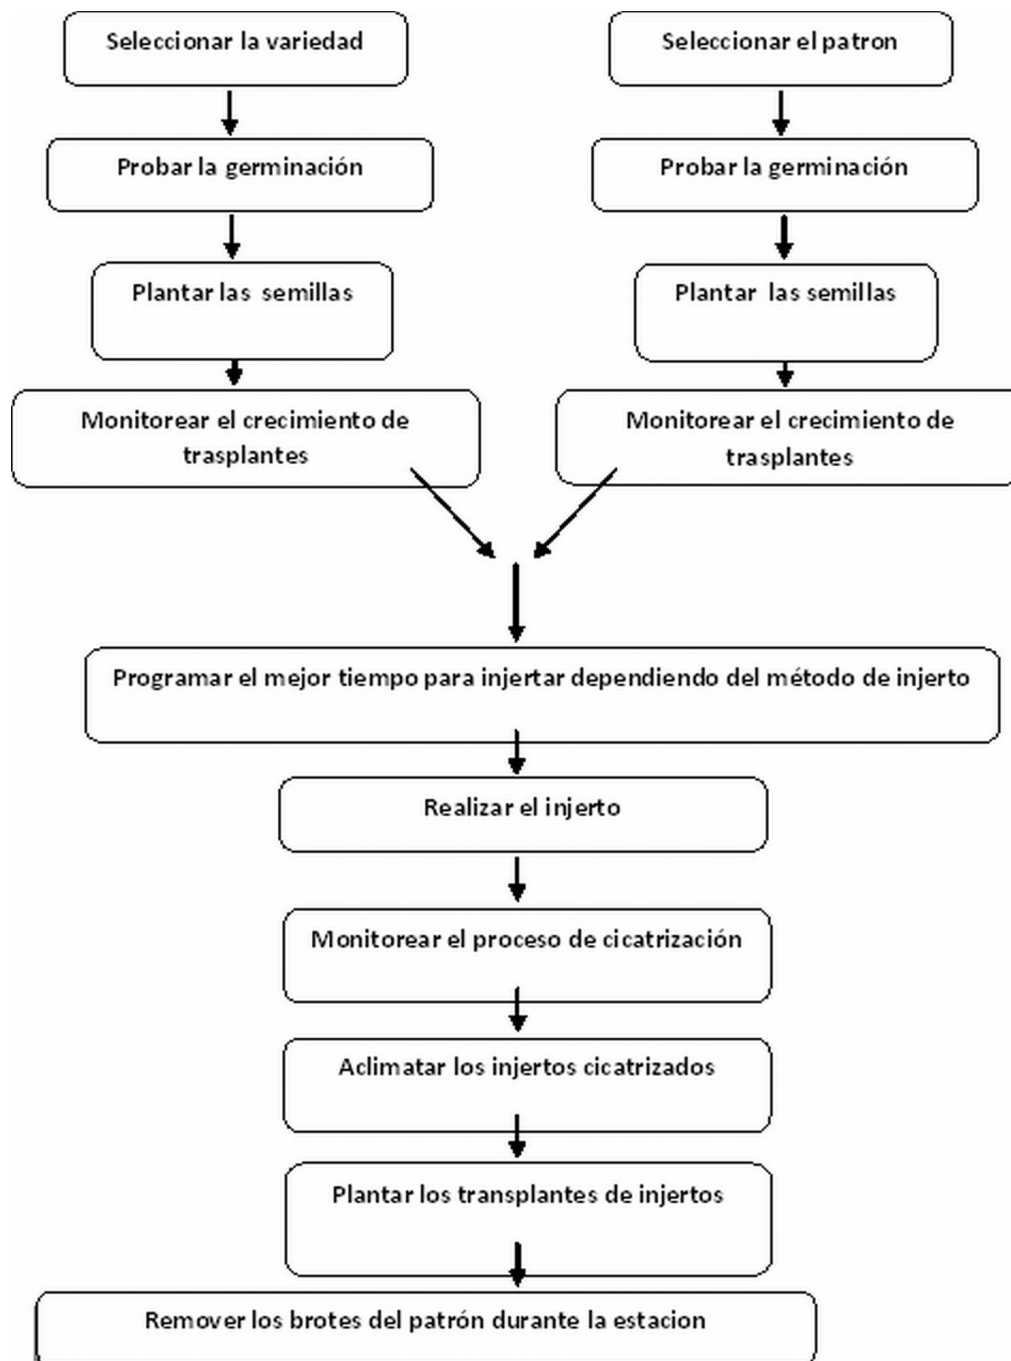 Seleccionar la variedad
Seleccionar el patron
Probar la germinación
Probar la germinación
Plantar las semillas
Plantar las semillas
Monitorear el crecimiento de
trasplantes
Monitorear el crecimiento de
trasplantes
Programar el mejor tiempo para injertar dependiendo del método de injerto
Realizar el injerto
Monitorear el proceso de cicatrización
Aclimatar los injertos cicatrizados
Plantar los transplantes de injertos
Remover los brotes del patrón durante la estacion